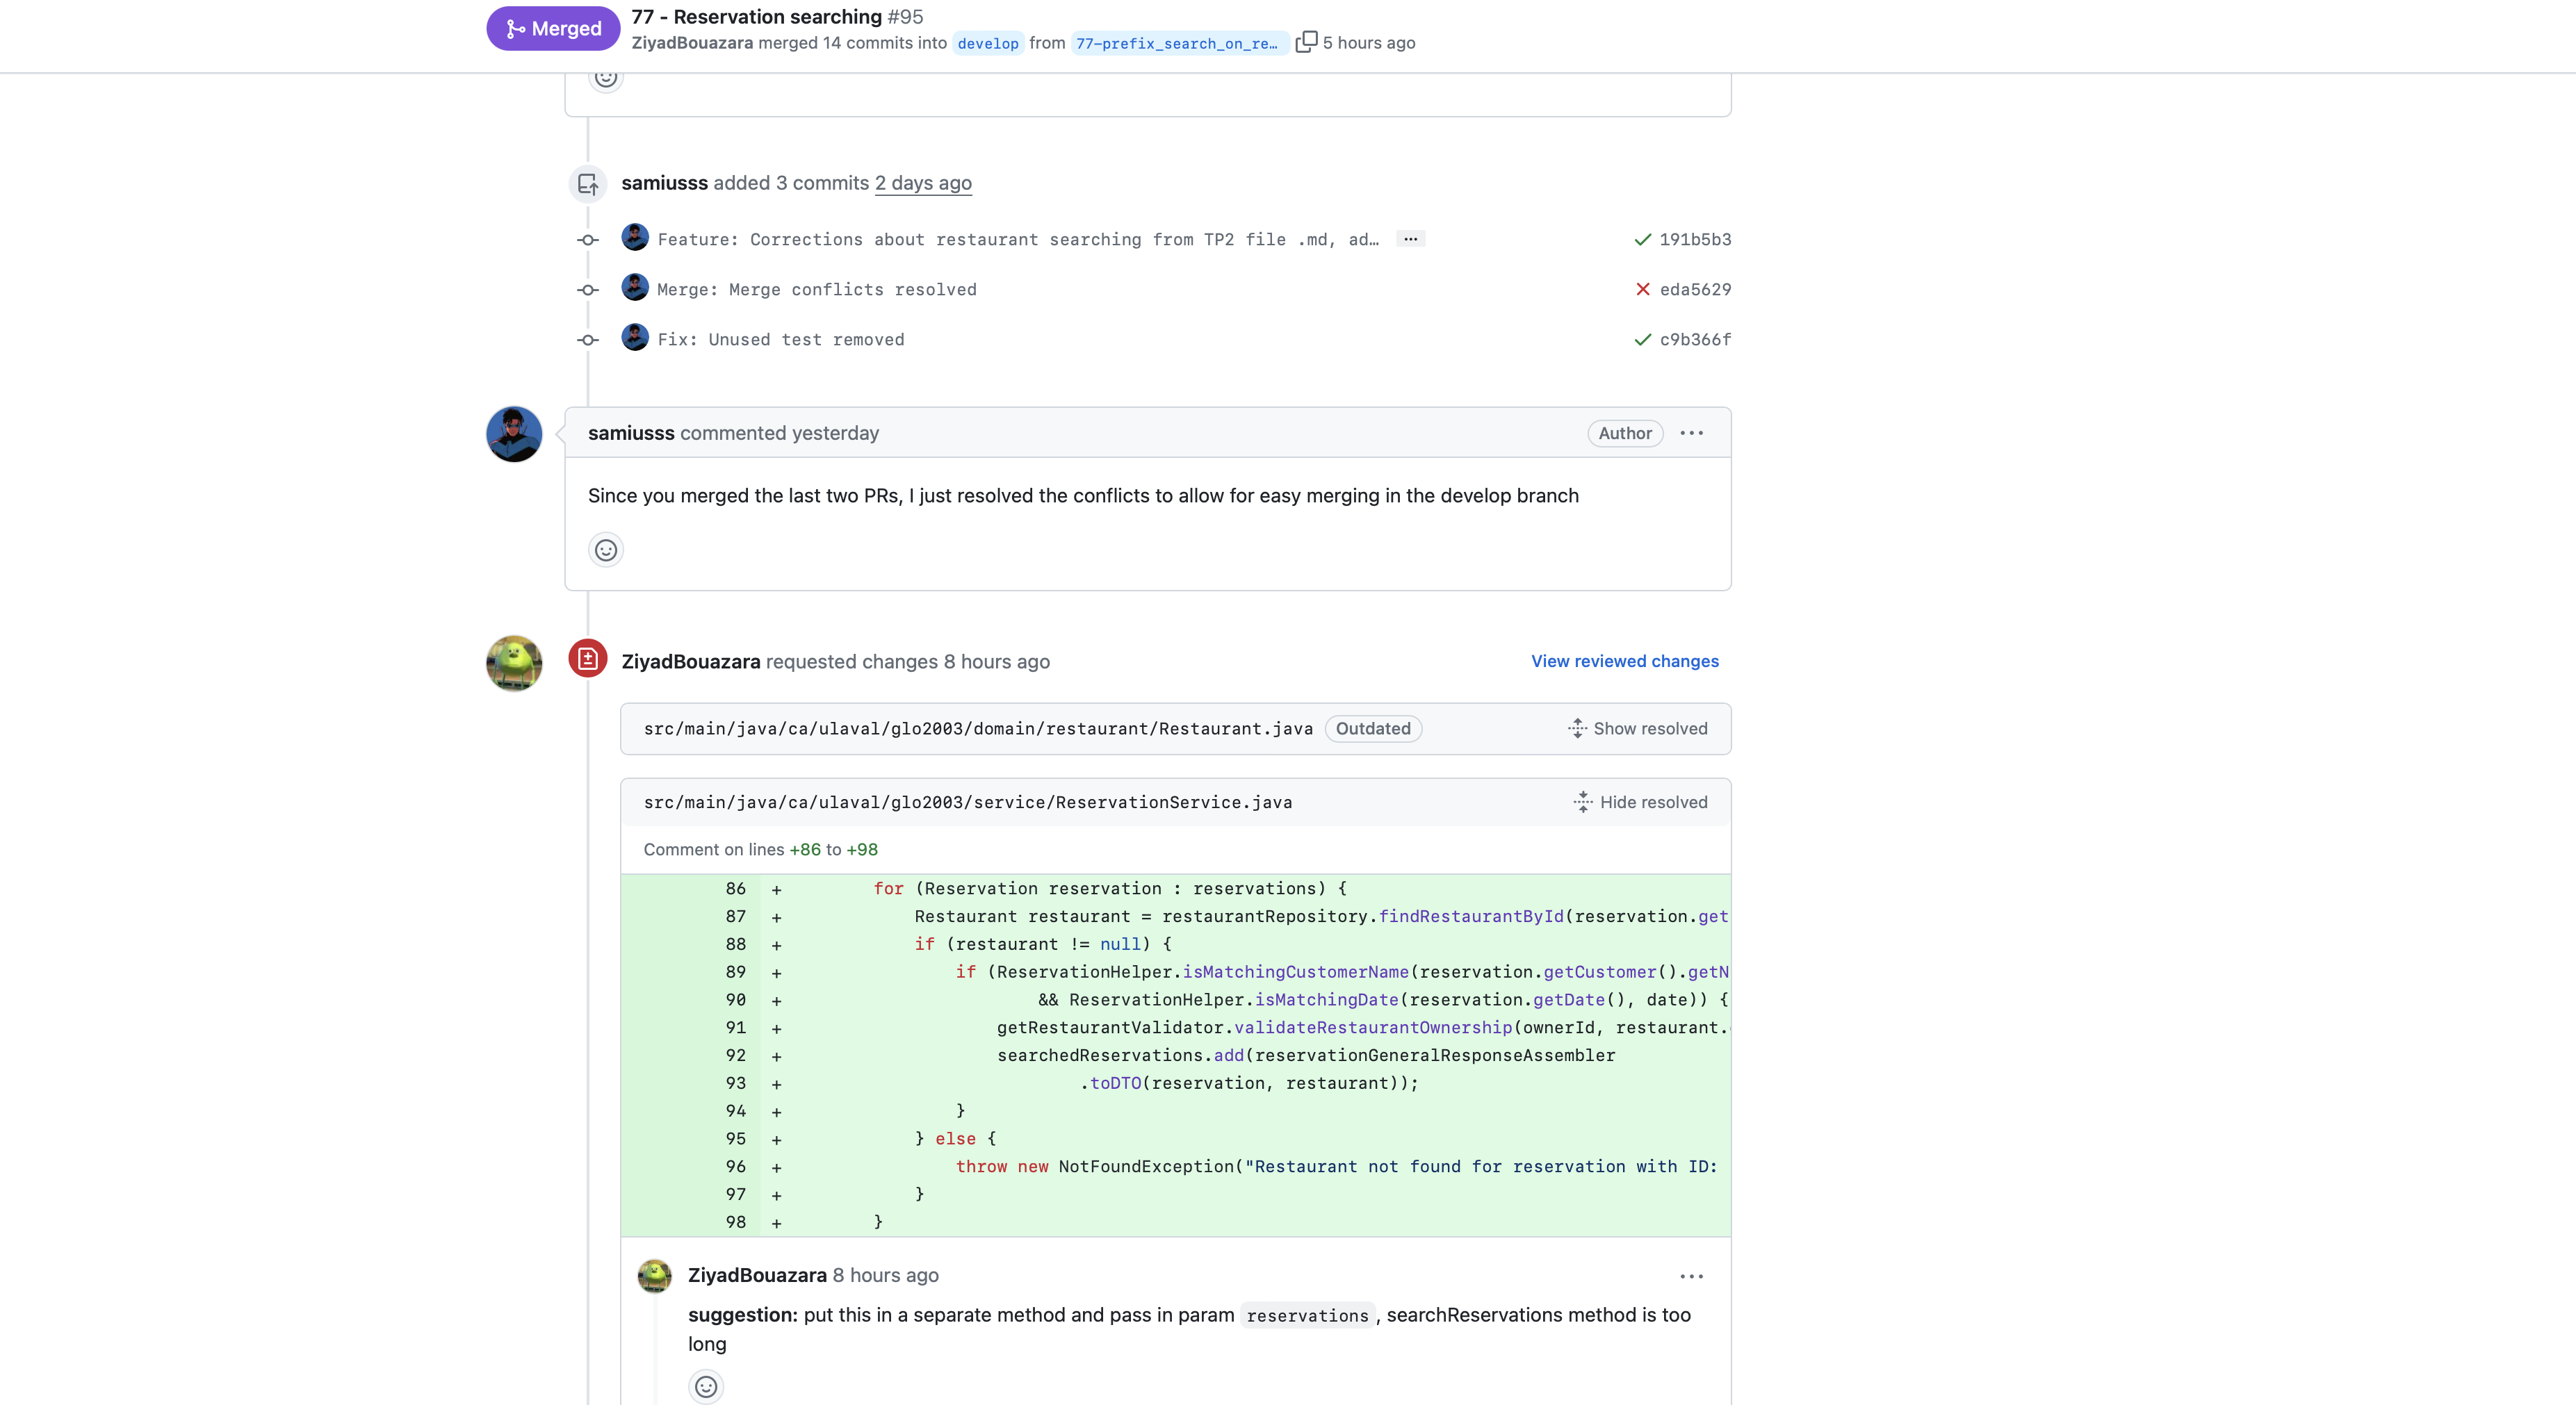 Merged
77 - Reservation searching #95
ZiyadBouazara merged 14 commits into develop from 77-prefix_search_on_re… 5 hours ago
samiusss added 3 commits 2 days ago
Feature: Corrections about restaurant searching from TP2 file .md, ad… ... 191b5b3
Merge: Merge conflicts resolved eda5629
Fix: Unused test removed c9b366f
samiusss commented yesterday Author ...
Since you merged the last two PRs, I just resolved the conflicts to allow for easy merging in the develop branch
ZiyadBouazara requested changes 8 hours ago View reviewed changes
src/main/java/ca/ulaval/glo2003/domain/restaurant/Restaurant.java Outdated Show resolved
src/main/java/ca/ulaval/glo2003/service/ReservationService.java Hide resolved
Comment on lines +86 to +98
86 + for (Reservation reservation : reservations) {
87 + Restaurant restaurant = restaurantRepository.findRestaurantById(reservation.get
88 + if (restaurant != null) {
89 + if (ReservationHelper.isMatchingCustomerName(reservation.getCustomer().getN
90 + && ReservationHelper.isMatchingDate(reservation.getDate(), date)) {
91 + getRestaurantValidator.validateRestaurantOwnership(ownerId, restaurant.
92 + searchedReservations.add(reservationGeneralResponseAssembler
93 + .toDTO(reservation, restaurant));
94 + }
95 + } else {
96 + throw new NotFoundException("Restaurant not found for reservation with ID:
97 + }
98 + }
ZiyadBouazara 8 hours ago ...
suggestion: put this in a separate method and pass in param reservations, searchReservations method is too
long